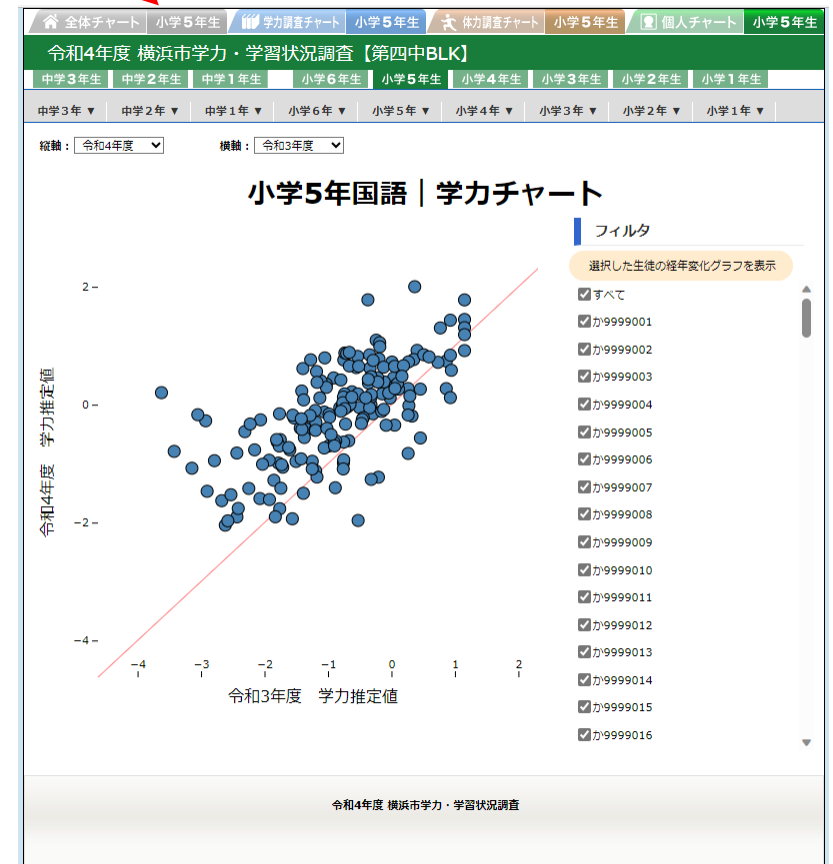 全体チャート 小学5年生 学力調査チャート 小学5年生 体力調査チャート 小学5年生 個人チャート 小学5年生
令和4年度 横浜市学力・学習状況調査【第四中BLK】
中学3年生 中学2年生 中学1年生 小学6年生 小学5年生 小学4年生 小学3年生 小学2年生 小学1年生
中学3年 ▼ 中学2年 ▼ 中学1年 ▼ 小学6年 ▼ 小学5年 ▼ 小学4年 ▼ 小学3年 ▼ 小学2年 ▼ 小学1年 ▼
縦軸： 令和4年度 横軸： 令和3年度
小学5年国語｜学力チャート
フィルタ
選択した生徒の経年変化グラフを表示
すべて
か9999001
か9999002
か9999003
か9999004
か9999005
か9999006
か9999007
か9999008
か9999009
か9999010
か9999011
か9999012
か9999013
か9999014
か9999015
か9999016
令和4年度 学力推定値
2
0
−2
−4
−4 −3 −2 −1 0 1 2
令和3年度 学力推定値
令和4年度 横浜市学力・学習状況調査